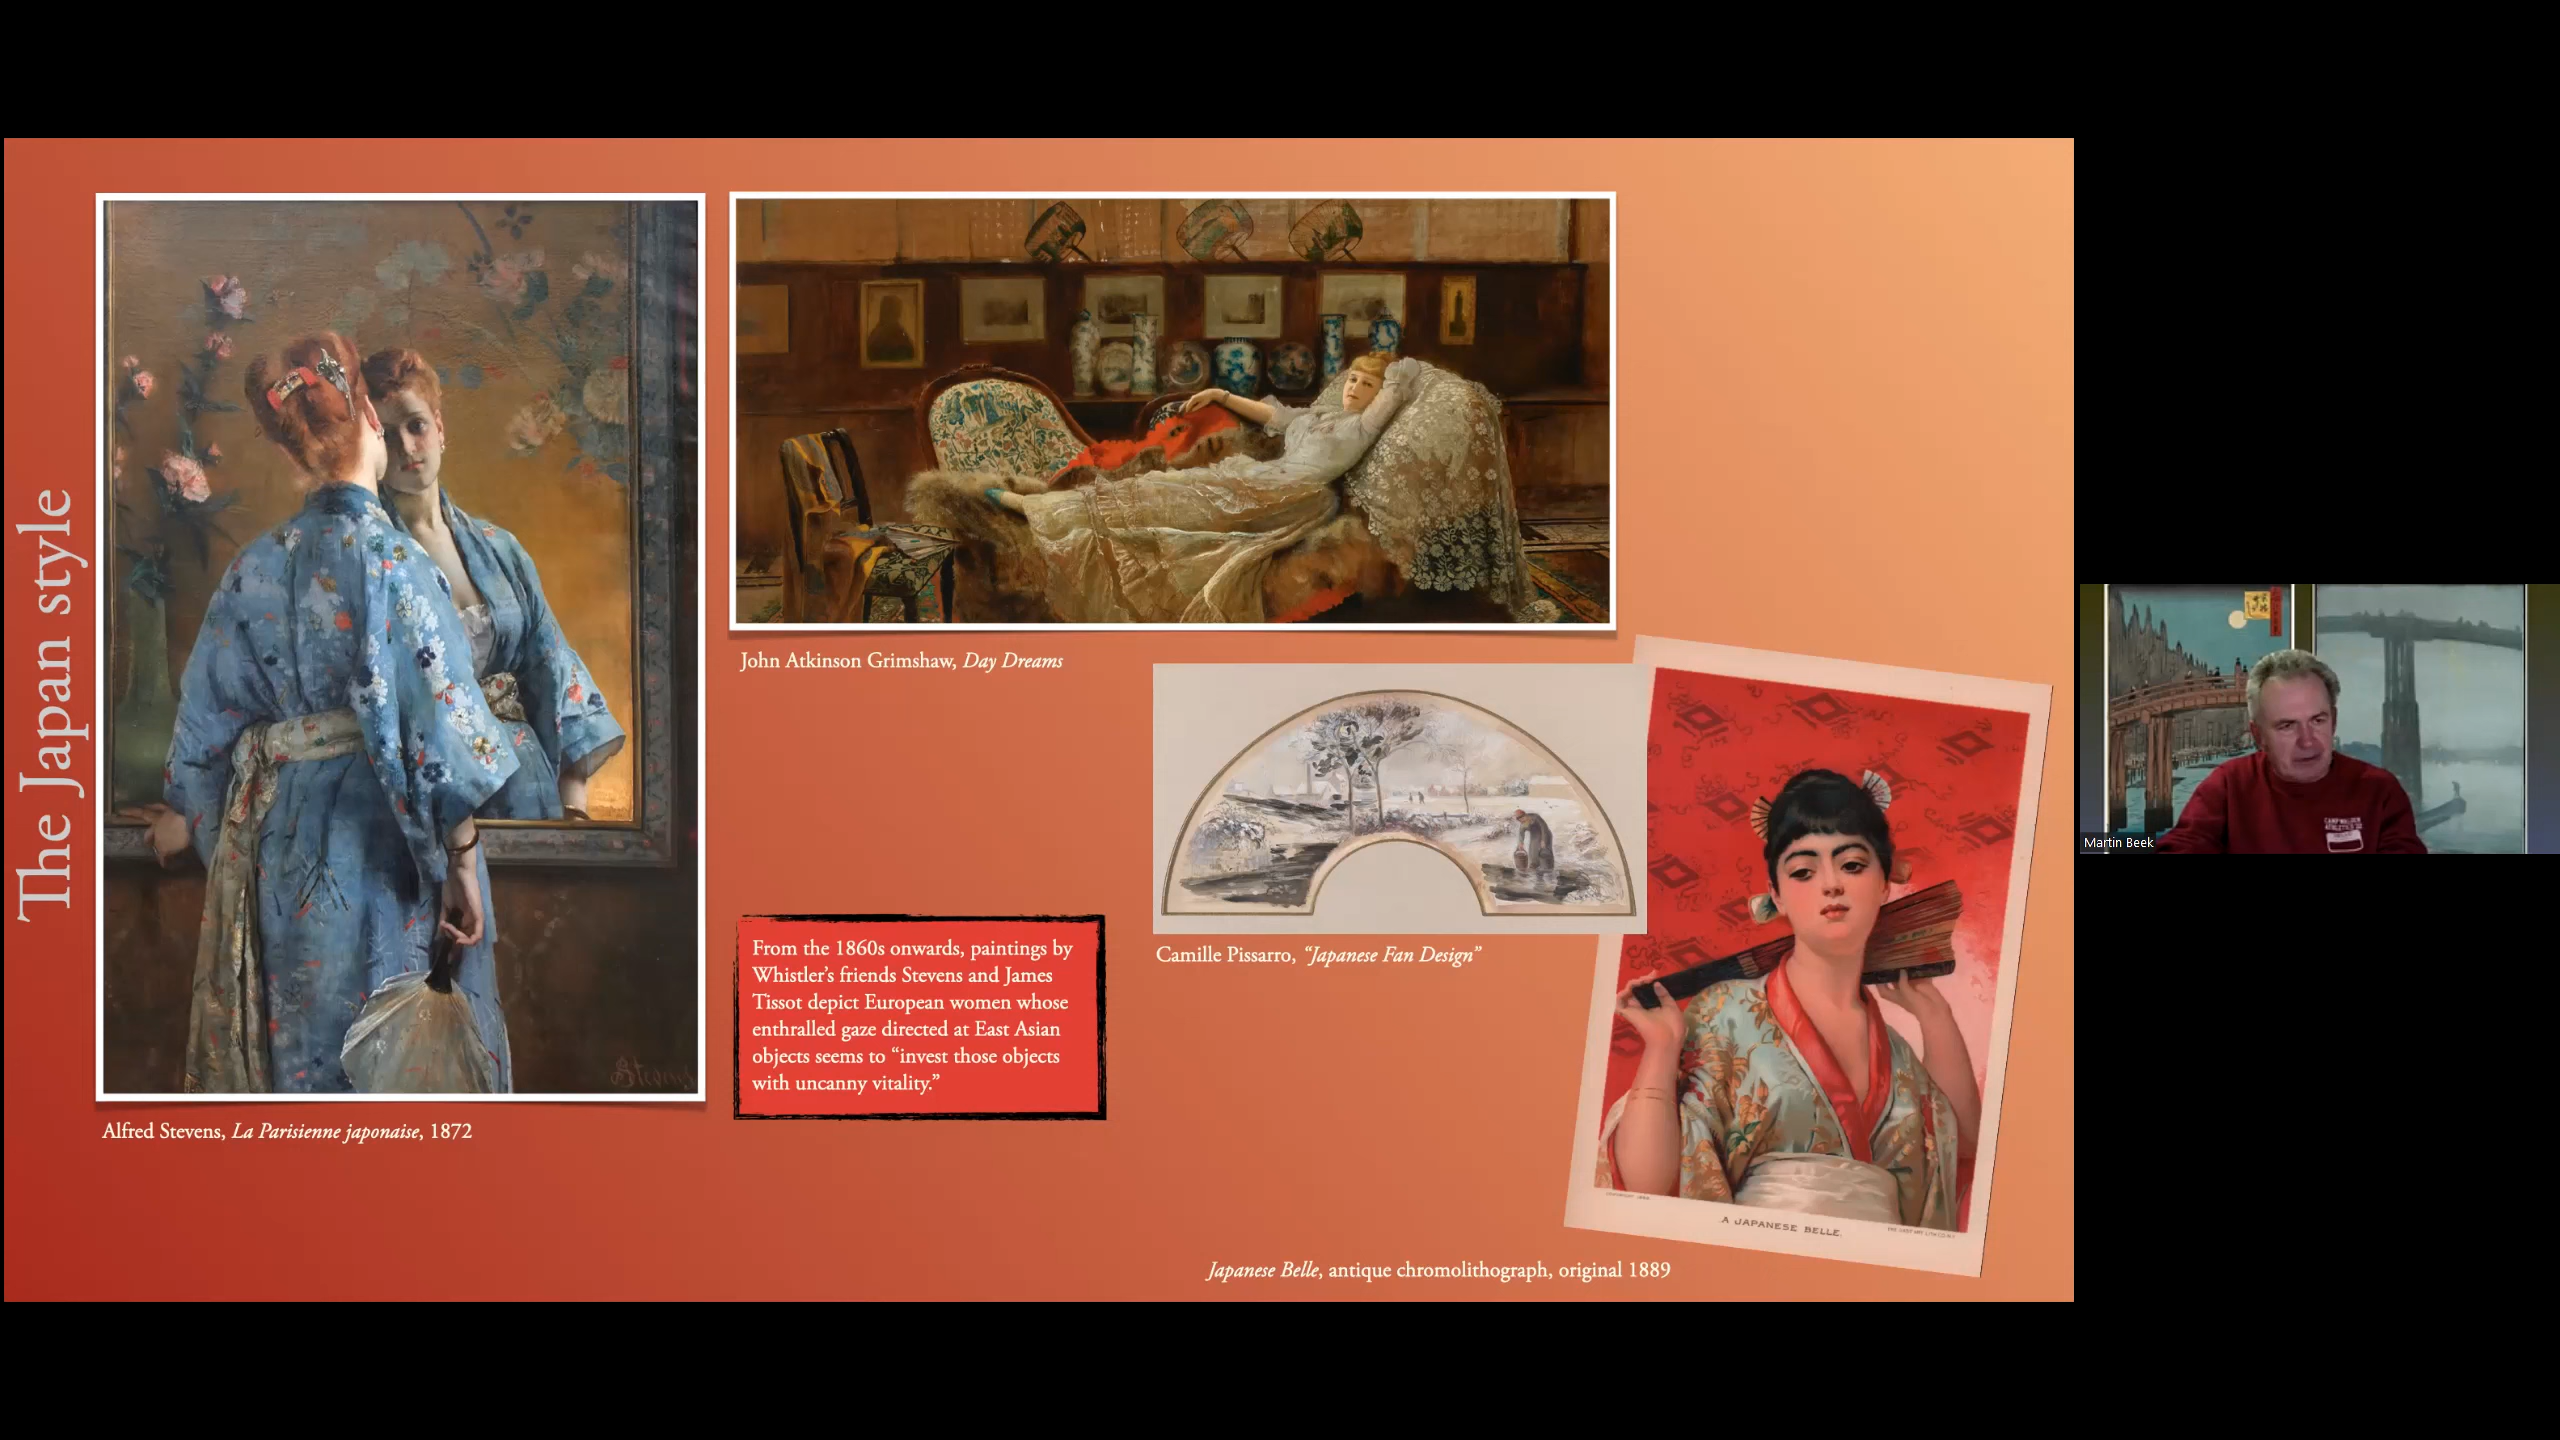 The Japan style
Stevens
Alfred Stevens, La Parisienne japonaise, 1872
John Atkinson Grimshaw, Day Dreams
From the 1860s onwards, paintings by
Whistler’s friends Stevens and James
Tissot depict European women whose
enthralled gaze directed at East Asian
objects seems to “invest those objects
with uncanny vitality.”
Camille Pissarro, “Japanese Fan Design”
A JAPANESE BELLE.
Japanese Belle, antique chromolithograph, original 1889
Martin Beek